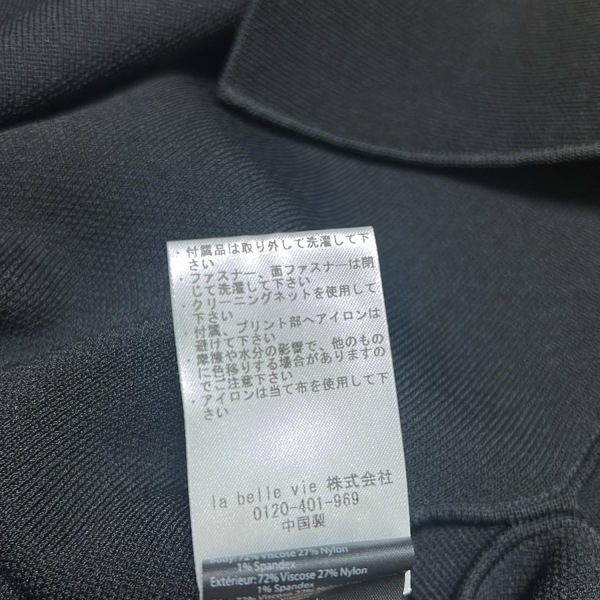 ・付属品は取り外して洗濯して下
さい
・ファスナー、面ファスナーは閉
じて洗濯して下さい
・クリーニングネットを使用して
下さい
・付属、プリント部へアイロンは
避けて下さい
・摩擦や水分の影響で、他のもの
に色移りする場合がありますの
でご注意下さい
・アイロンは当て布を使用して下
さい
la belle vie 株式会社
0120-401-969
中国製
Body: 72% Viscose 27% Nylon
1% Spandex
Extérieur: 72% Viscose 27% Nylon
1% Spandex
72% Viscose 27% Nylon